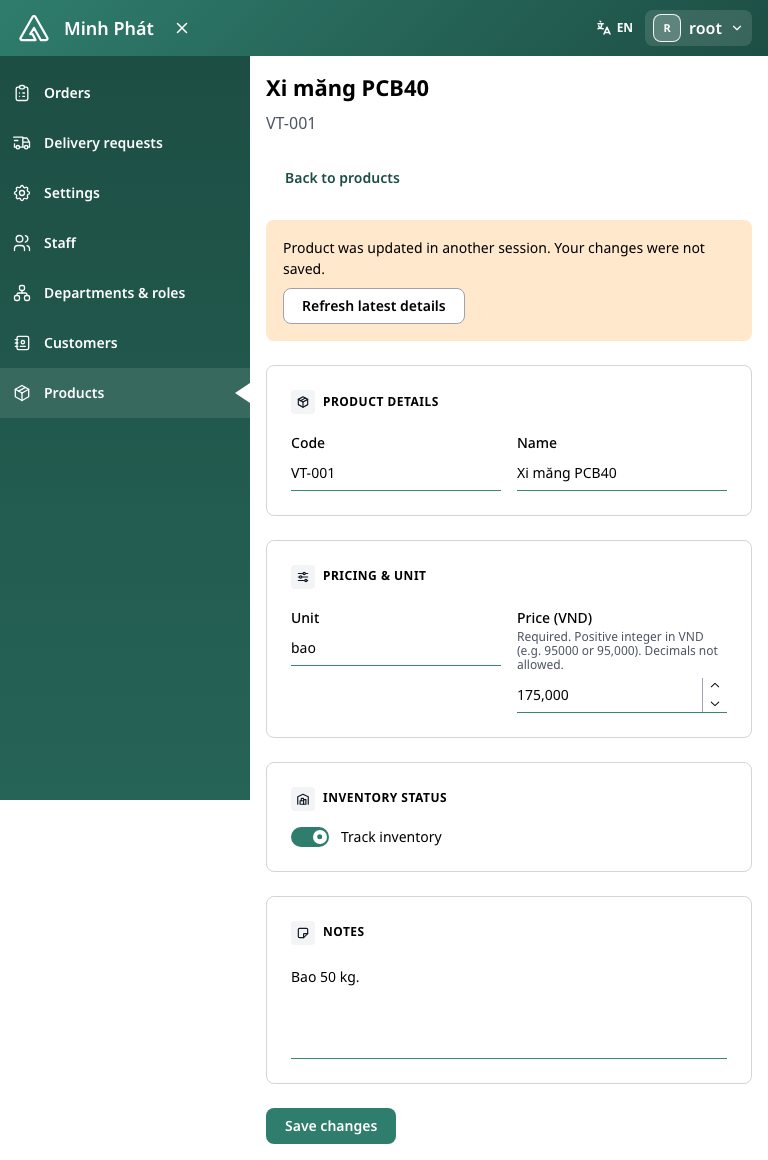 Minh Phát
EN
R
root
Orders
Delivery requests
Settings
Staff
Departments & roles
Customers
Products
Xi măng PCB40
VT-001
Back to products
Product was updated in another session. Your changes were not
saved.
Refresh latest details
PRODUCT DETAILS
Code
VT-001
Name
Xi măng PCB40
PRICING & UNIT
Unit
bao
Price (VND)
Required. Positive integer in VND
(e.g. 95000 or 95,000). Decimals not
allowed.
175,000
INVENTORY STATUS
Track inventory
NOTES
Bao 50 kg.
Save changes